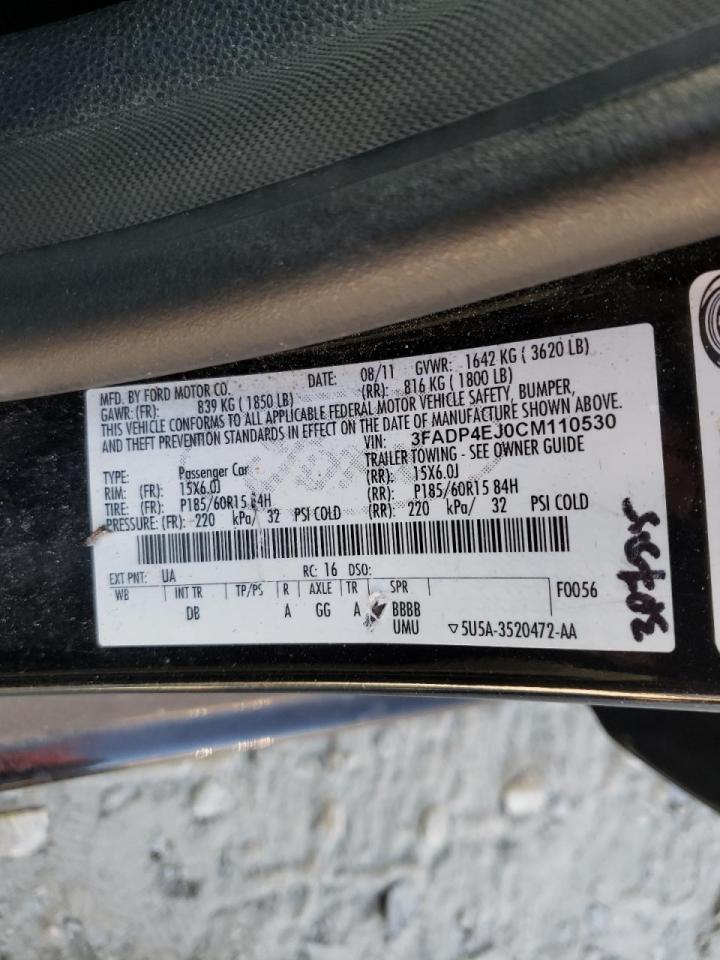 MFD. BY FORD MOTOR CO.
DATE: 08/11 GVWR: 1642 KG ( 3620 LB)
GAWR: (FR): 839 KG ( 1850 LB) (RR): 816 KG ( 1800 LB)
THIS VEHICLE CONFORMS TO ALL APPLICABLE FEDERAL MOTOR VEHICLE SAFETY, BUMPER,
AND THEFT PREVENTION STANDARDS IN EFFECT ON THE DATE OF MANUFACTURE SHOWN ABOVE.
VIN: 3FADP4EJ0CM110530
TYPE: Passenger Car TRAILER TOWING - SEE OWNER GUIDE
RIM: (FR): 15X6.0J (RR): 15X6.0J
TIRE: (FR): P185/60R15 84H (RR): P185/60R15 84H
PRESSURE: (FR): 220 kPa/ 32 PSI COLD (RR): 220 kPa/ 32 PSI COLD
EXT PNT: UA RC: 16 DSO:
WB INT TR TP/PS R AXLE TR SPR F0056
DB A GG A BBBB
UMU ▽5U5A-3520472-AA